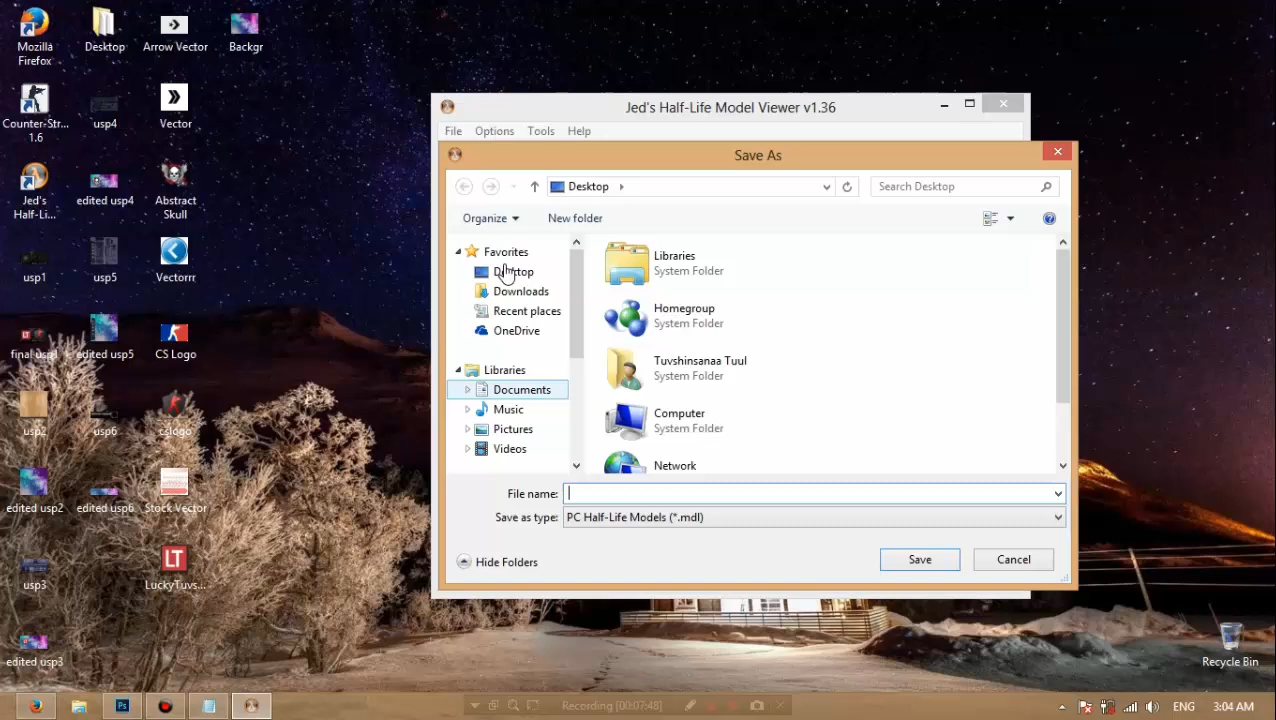 Mozilla
Firefox
Desktop
Arrow Vector
Backgr
Counter-Str...
1.6
usp4
Vector
Jed's
Half-Li...
edited usp4
Abstract
Skull
usp1
usp5
Vectorrr
final usp1
edited usp5
CS Logo
usp2
usp6
cslogo
edited usp2
edited usp6
Stock Vector
usp3
LT
LuckyTuvs...
edited usp3
Jed's Half-Life Model Viewer v1.36
File Options Tools Help
Save As
Desktop
Search Desktop
Organize New folder
Favorites
Desktop
Downloads
Recent places
OneDrive
Libraries
Documents
Music
Pictures
Videos
Libraries
System Folder
Homegroup
System Folder
Tuvshinsanaa Tuul
System Folder
Computer
System Folder
Network
File name:
Save as type: PC Half-Life Models (*.mdl)
Hide Folders
Save Cancel
Recycle Bin
Ps
Recording [00:07:48]
ENG 3:04 AM